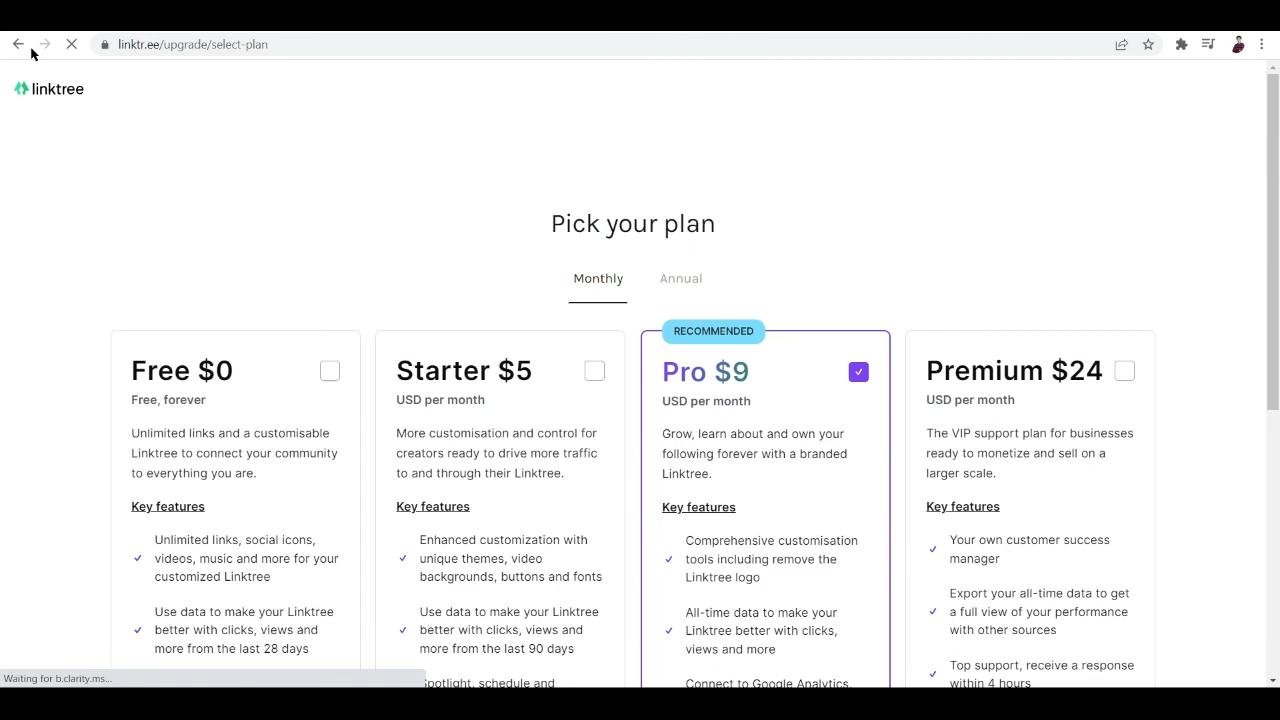 linktr.ee/upgrade/select-plan
linktree
Pick your plan
Monthly
Annual
Free $0
Free, forever
Unlimited links and a customisable
Linktree to connect your community
to everything you are.
Key features
Unlimited links, social icons,
videos, music and more for your
customized Linktree
Use data to make your Linktree
better with clicks, views and
more from the last 28 days
Starter $5
USD per month
More customisation and control for
creators ready to drive more traffic
to and through their Linktree.
Key features
Enhanced customization with
unique themes, video
backgrounds, buttons and fonts
Use data to make your Linktree
better with clicks, views and
more from the last 90 days
Spotlight, schedule and
RECOMMENDED
Pro $9
USD per month
Grow, learn about and own your
following forever with a branded
Linktree.
Key features
Comprehensive customisation
tools including remove the
Linktree logo
All-time data to make your
Linktree better with clicks,
views and more
Connect to Google Analytics,
Premium $24
USD per month
The VIP support plan for businesses
ready to monetize and sell on a
larger scale.
Key features
Your own customer success
manager
Export your all-time data to get
a full view of your performance
with other sources
Top support, receive a response
within 4 hours
Waiting for b.clarity.ms...